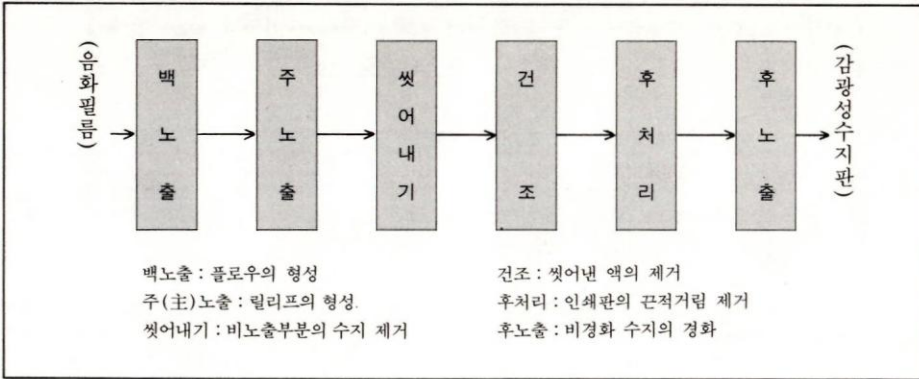 (음화필름)
백노출
주노출
씻어내기
건조
후처리
후노출
(감광성수지판)
백노출 : 플로우의 형성
주(主)노출 : 릴리프의 형성.
씻어내기 : 비노출부분의 수지 제거
건조 : 씻어낸 액의 제거
후처리 : 인쇄판의 끈적거림 제거
후노출 : 비경화 수지의 경화